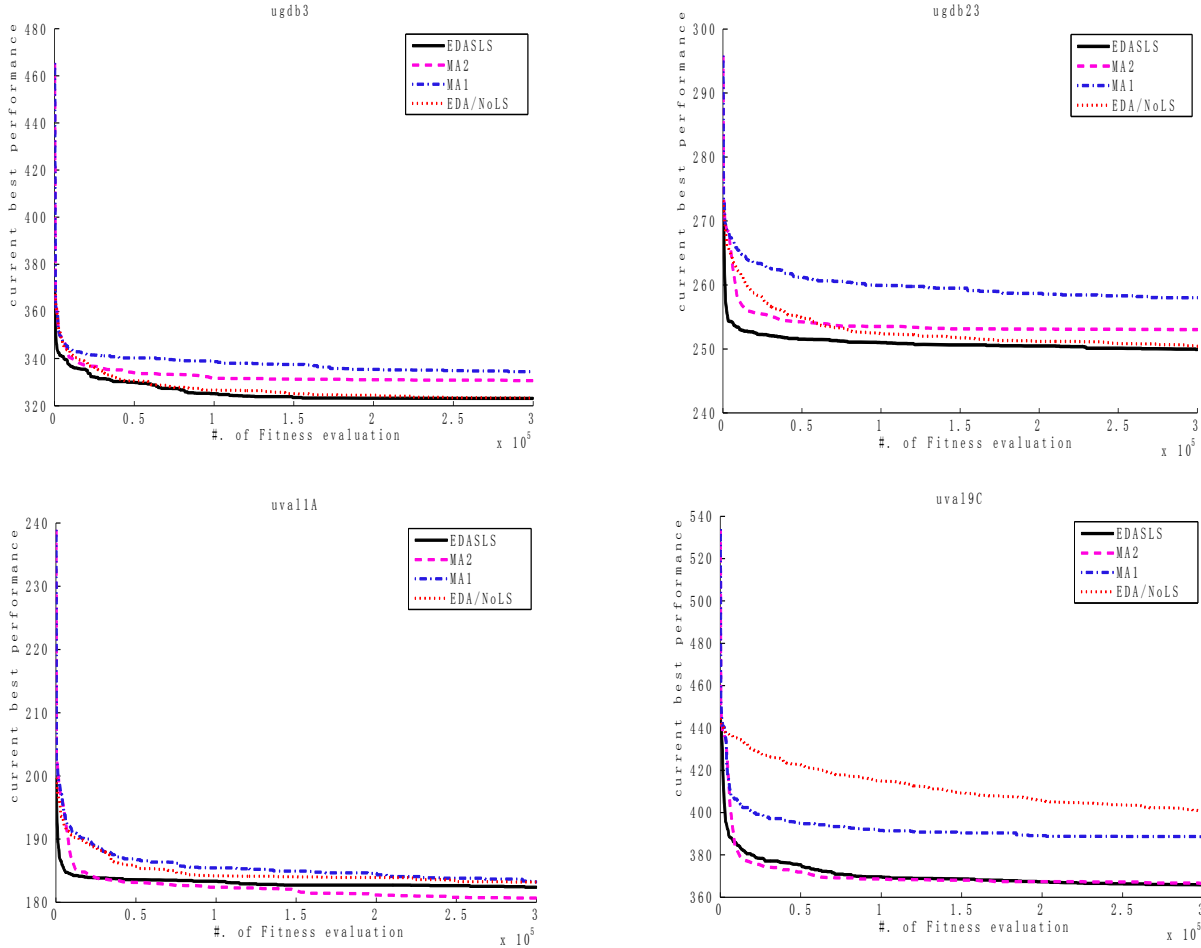 ugdb3
current best performance
480
460
440
420
400
380
360
340
320
0
0.5
1
1.5
2
2.5
3
x 10^5
#. of Fitness evaluation
EDASLS
MA2
MA1
EDA/NoLS
ugdb23
current best performance
300
290
280
270
260
250
240
0
0.5
1
1.5
2
2.5
3
x 10^5
#. of Fitness evaluation
EDASLS
MA2
MA1
EDA/NoLS
uval1A
current best performance
240
230
220
210
200
190
180
0
0.5
1
1.5
2
2.5
3
x 10^5
#. of Fitness evaluation
EDASLS
MA2
MA1
EDA/NoLS
uval9C
current best performance
540
520
500
480
460
440
420
400
380
360
0
0.5
1
1.5
2
2.5
3
x 10^5
#. of Fitness evaluation
EDASLS
MA2
MA1
EDA/NoLS